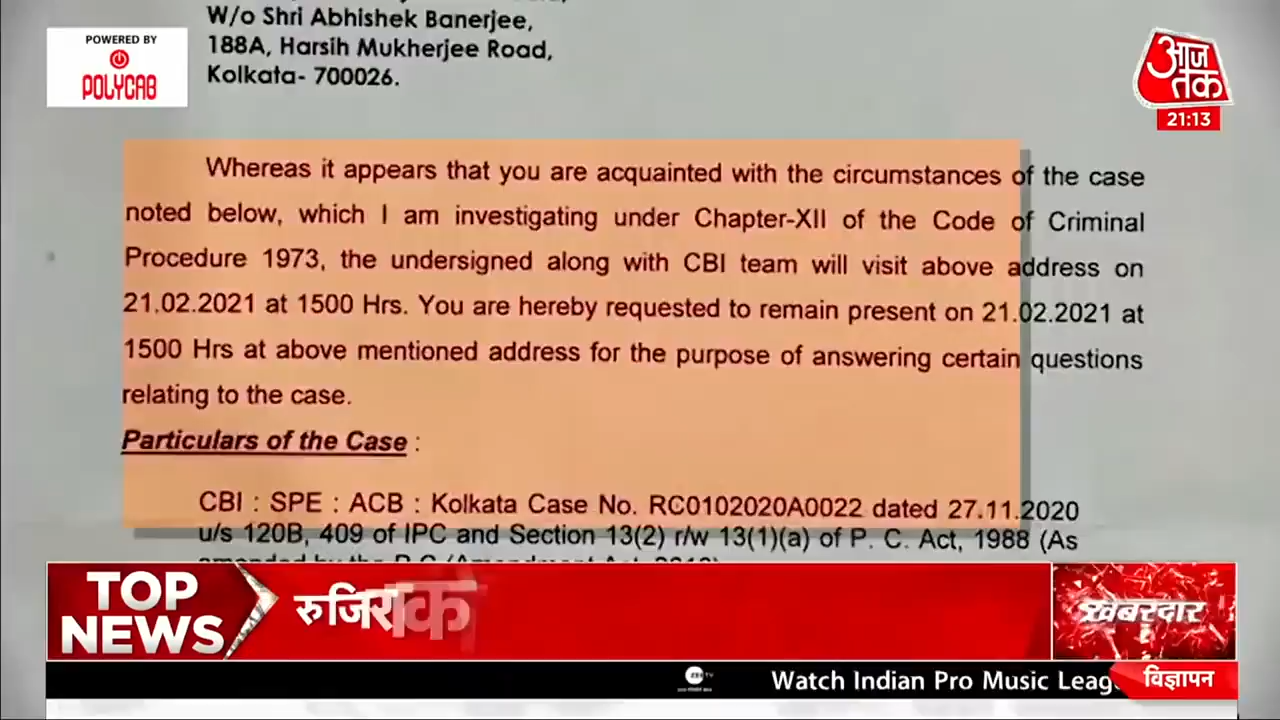 W/o Shri Abhishek Banerjee,
188A, Harsih Mukherjee Road,
Kolkata- 700026.
POWERED BY
POLYCAB
आज
तक
21:13
Whereas it appears that you are acquainted with the circumstances of the case
noted below, which I am investigating under Chapter-XII of the Code of Criminal
Procedure 1973, the undersigned along with CBI team will visit above address on
21.02.2021 at 1500 Hrs. You are hereby requested to remain present on 21.02.2021 at
1500 Hrs at above mentioned address for the purpose of answering certain questions
relating to the case.
Particulars of the Case :
CBI : SPE : ACB : Kolkata Case No. RC0102020A0022 dated 27.11.2020
u/s 120B, 409 of IPC and Section 13(2) r/w 13(1)(a) of P. C. Act, 1988 (As
TOP
NEWS
खबरदार
Watch Indian Pro Music Leag
विज्ञापन